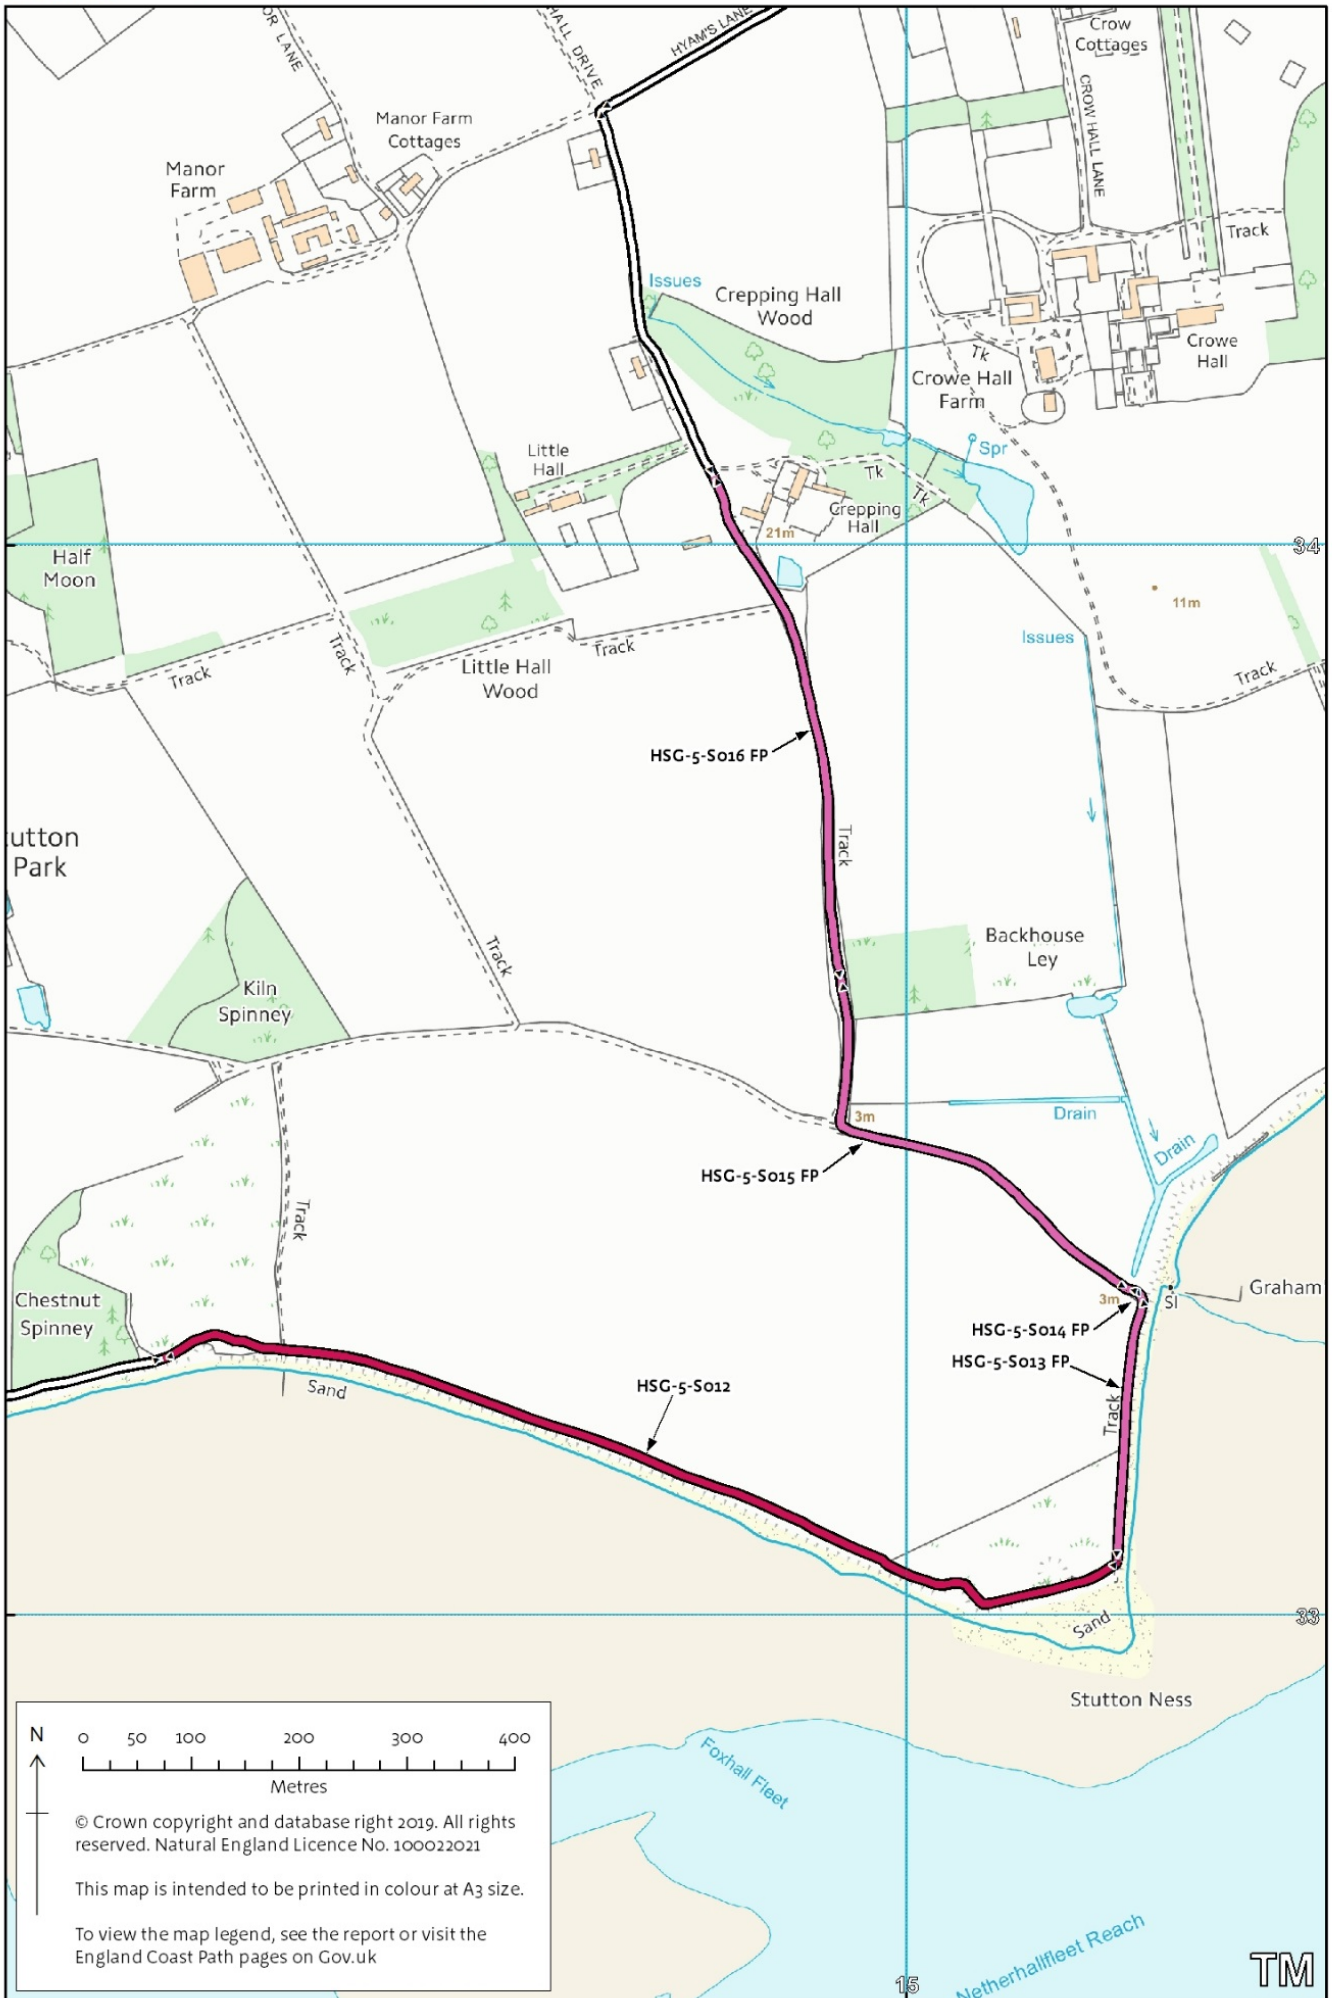 OR LANE
HALL DRIVE
HYAM'S LANE
Crow
Cottages
CROW HALL LANE
Manor Farm
Cottages
Manor
Farm
Track
Issues
Crepping Hall
Wood
Crowe
Hall
Tk
Crowe Hall
Farm
Little
Hall
Spr
Tk
Tk
Crepping
Hall
21m
34
Half
Moon
11m
Issues
Track
Track
Track
Little Hall
Wood
Track
HSG-5-S016 FP
utton
Park
Track
Backhouse
Ley
Track
Kiln
Spinney
3m
Drain
Drain
HSG-5-S015 FP
Track
Graham
Chestnut
Spinney
3m
Sl
HSG-5-S014 FP
HSG-5-S013 FP
HSG-5-S012
Sand
Track
33
Sand
Stutton Ness
Foxhall Fleet
Netherhallfleet Reach
15
TM
N
0 50 100 200 300 400
Metres
© Crown copyright and database right 2019. All rights
reserved. Natural England Licence No. 100022021
This map is intended to be printed in colour at A3 size.
To view the map legend, see the report or visit the
England Coast Path pages on Gov.uk